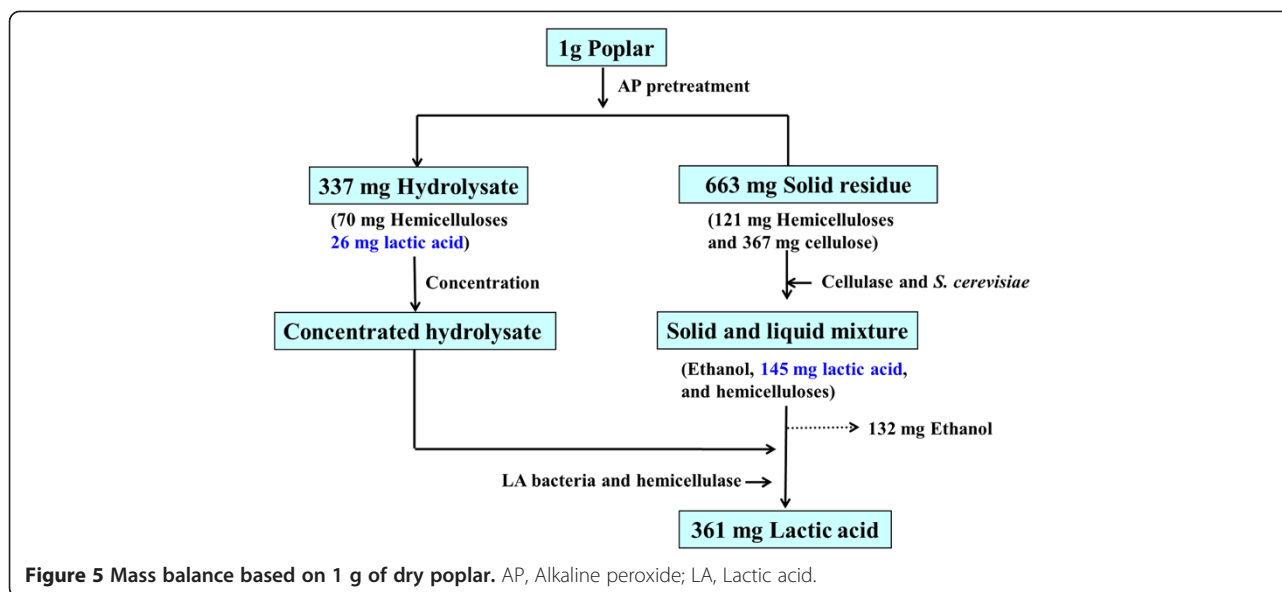 1g Poplar
AP pretreatment
337 mg Hydrolysate
(70 mg Hemicelluloses
26 mg lactic acid)
663 mg Solid residue
(121 mg Hemicelluloses
and 367 mg cellulose)
Concentration
Cellulase and S. cerevisiae
Concentrated hydrolysate
Solid and liquid mixture
(Ethanol, 145 mg lactic acid,
and hemicelluloses)
132 mg Ethanol
LA bacteria and hemicellulase
361 mg Lactic acid
Figure 5 Mass balance based on 1 g of dry poplar. AP, Alkaline peroxide; LA, Lactic acid.